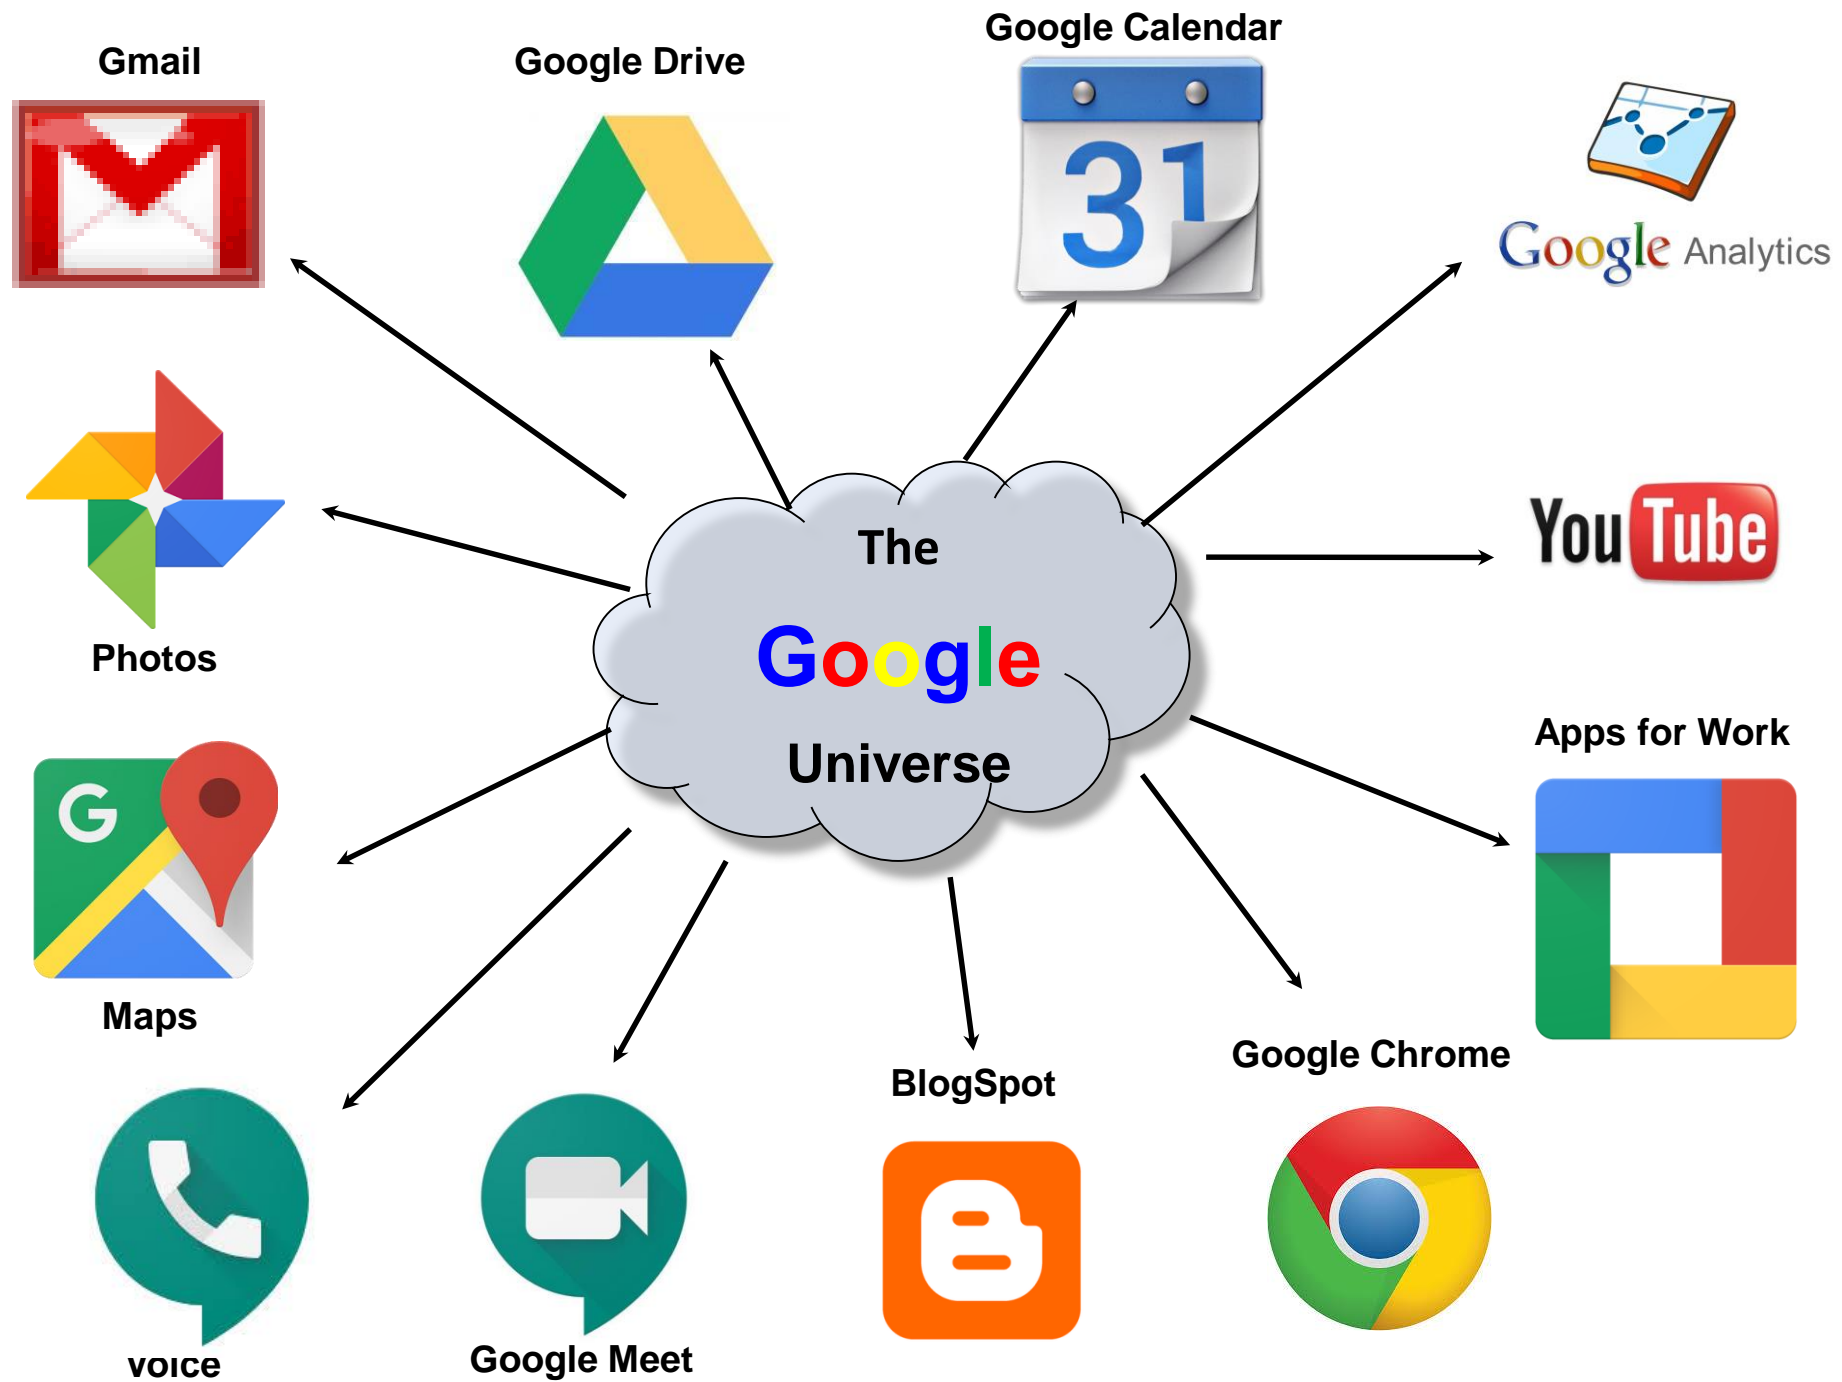 Google Calendar
Gmail
Google Drive
31
Google Analytics
YouTube
The
Google
Universe
Photos
G
Apps for Work
Maps
Google Chrome
BlogSpot
Voice
Google Meet